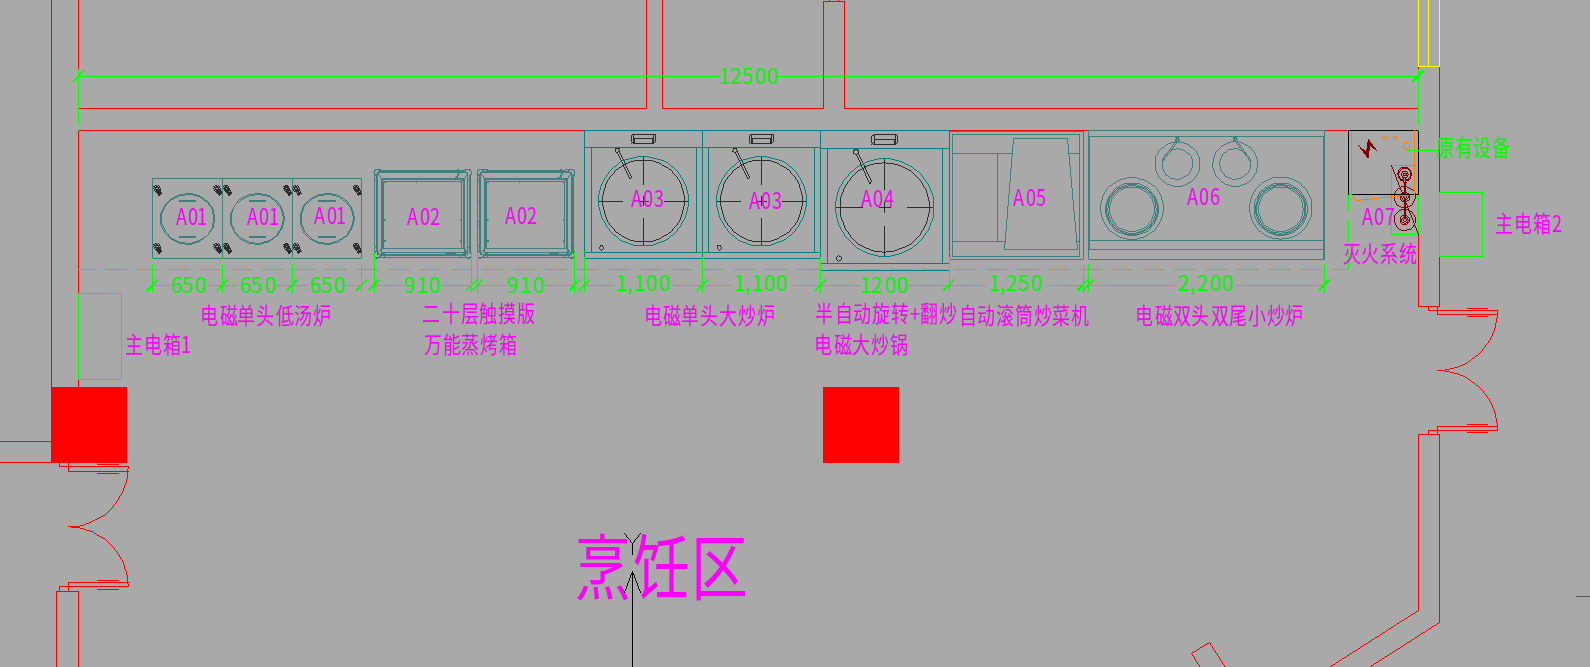 12500
原有设备
A01
A01
A01
A02
A02
A03
A03
A04
A05
A06
A07
主电箱2
灭火系统
650
650
650
910
910
1,100
1,100
1200
1,250
2,200
电磁单头低汤炉
二十层触摸版
万能蒸烤箱
电磁单头大炒炉
半自动旋转+翻炒
电磁大炒锅
自动滚筒炒菜机
电磁双头双尾小炒炉
主电箱1
烹饪区
Y